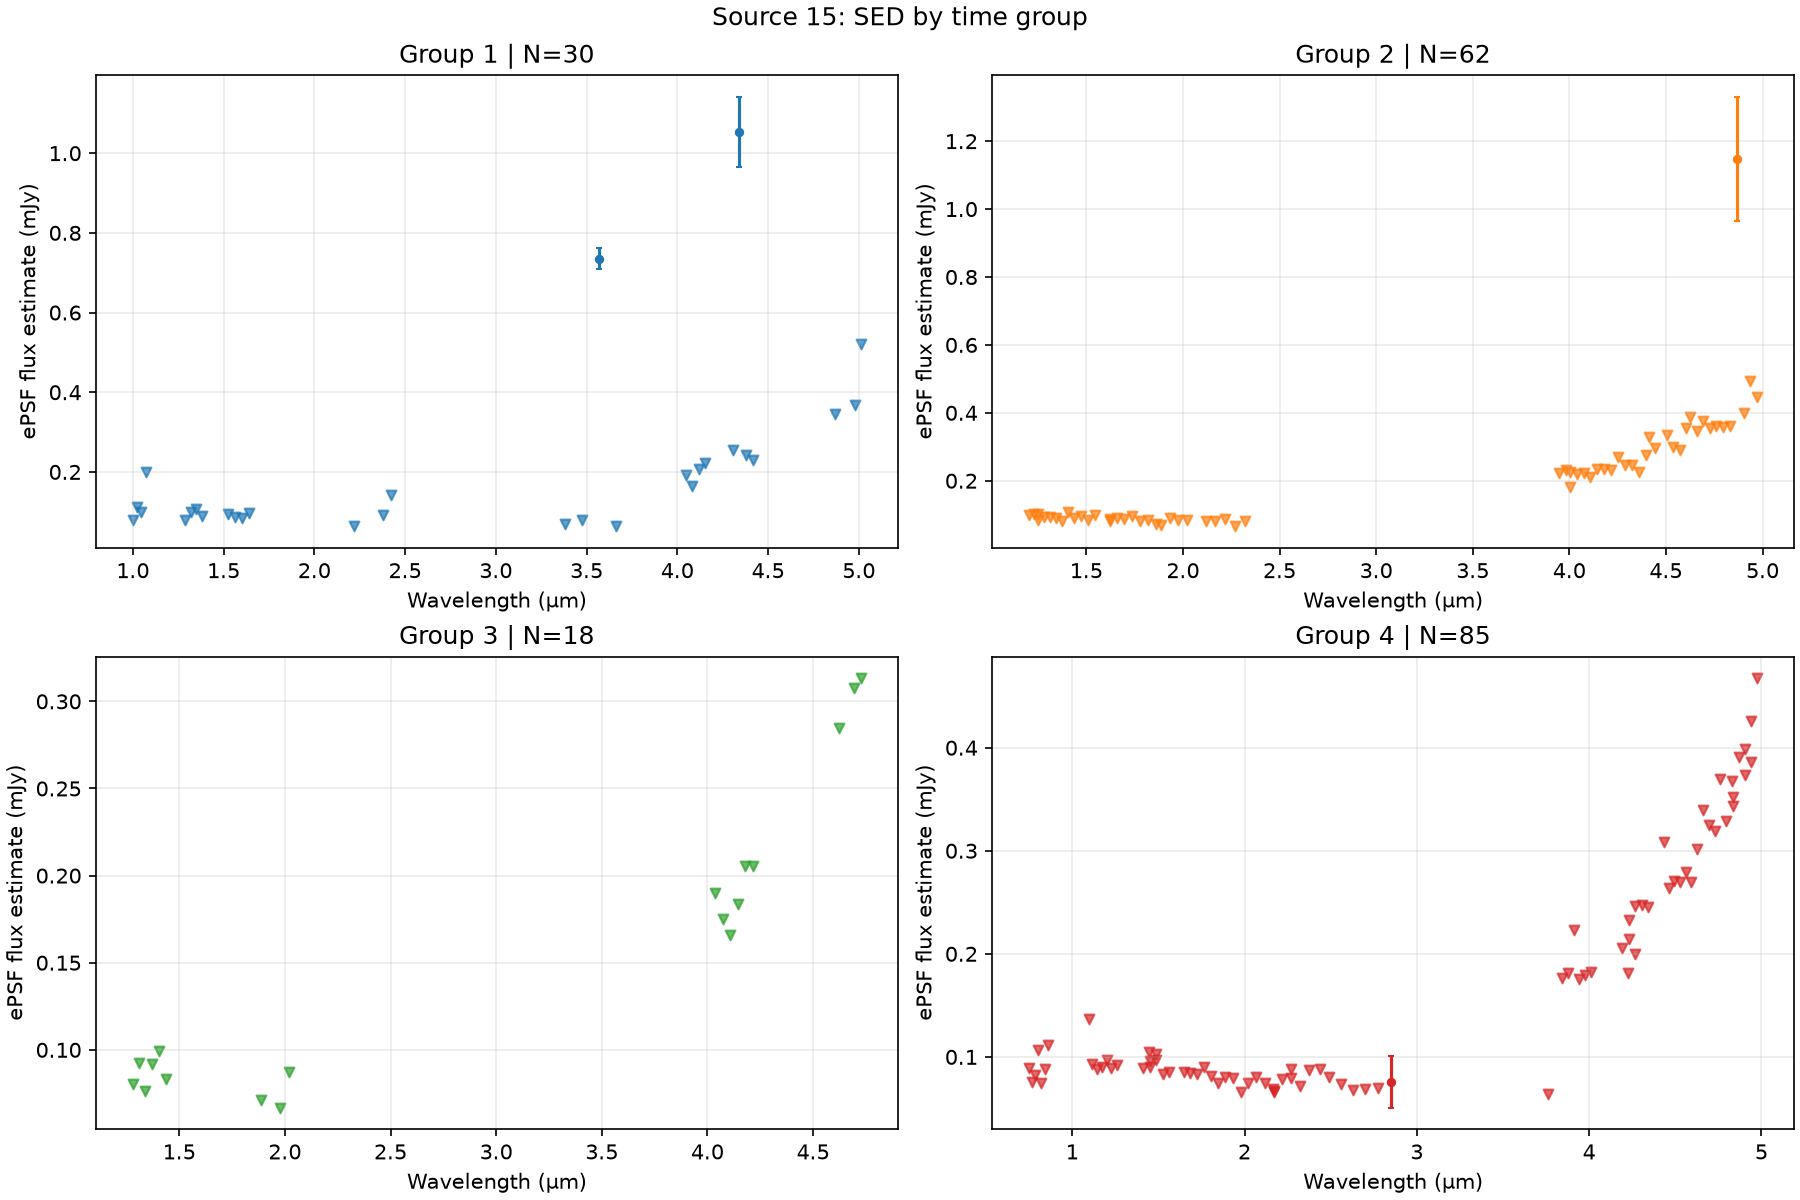 Source 15: SED by time group
Group 1 | N=30
ePSF flux estimate (mJy)
1.0
0.8
0.6
0.4
0.2
1.0 1.5 2.0 2.5 3.0 3.5 4.0 4.5 5.0
Wavelength (μm)
Group 2 | N=62
ePSF flux estimate (mJy)
1.2
1.0
0.8
0.6
0.4
0.2
1.5 2.0 2.5 3.0 3.5 4.0 4.5 5.0
Wavelength (μm)
Group 3 | N=18
ePSF flux estimate (mJy)
0.30
0.25
0.20
0.15
0.10
1.5 2.0 2.5 3.0 3.5 4.0 4.5
Wavelength (μm)
Group 4 | N=85
ePSF flux estimate (mJy)
0.4
0.3
0.2
0.1
1 2 3 4 5
Wavelength (μm)